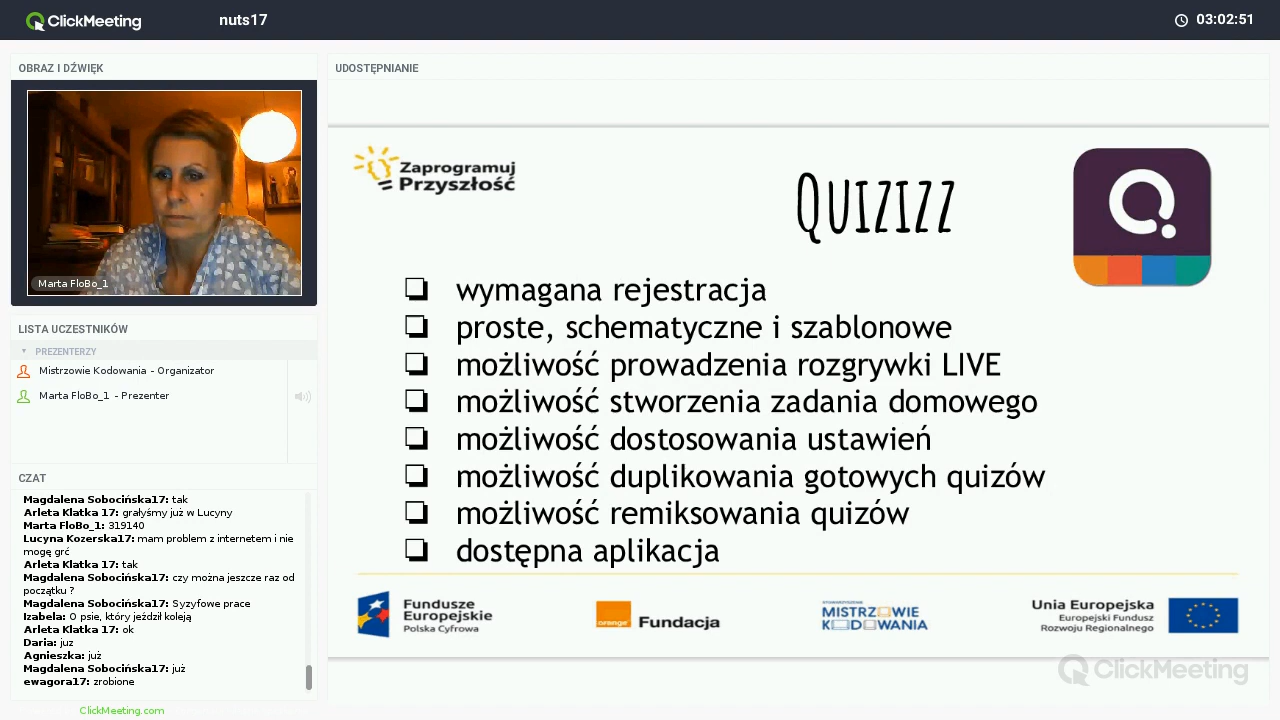 ClickMeeting
nuts17
03:02:51
OBRAZ I DŹWIĘK
Marta FloBo_1
LISTA UCZESTNIKÓW
PREZENTERZY
Mistrzowie Kodowania - Organizator
Marta FloBo_1 - Prezenter
CZAT
Magdalena Sobocińska17: tak
Arleta Klatka 17: grałyśmy już w Lucyny
Marta FloBo_1: 319140
Lucyna Kozerska17: mam problem z internetem i nie
mogę grć
Arleta Klatka 17: tak
Magdalena Sobocińska17: czy można jeszcze raz od
początku ?
Magdalena Sobocińska17: Syzyfowe prace
Izabela: O psie, który jeździł koleją
Arleta Klatka 17: ok
Daria: juz
Agnieszka: już
Magdalena Sobocińska17: już
ewagora17: zrobione
ClickMeeting.com
UDOSTĘPNIANIE
Zaprogramuj
Przyszłość
QUIZIZZ
wymagana rejestracja
proste, schematyczne i szablonowe
możliwość prowadzenia rozgrywki LIVE
możliwość stworzenia zadania domowego
możliwość dostosowania ustawień
możliwość duplikowania gotowych quizów
możliwość remiksowania quizów
dostępna aplikacja
Fundusze
Europejskie
Polska Cyfrowa
orange
Fundacja
STOWARZYSZENIE
MISTRZOWIE
KODOWANIA
Unia Europejska
Europejski Fundusz
Rozwoju Regionalnego
ClickMeeting